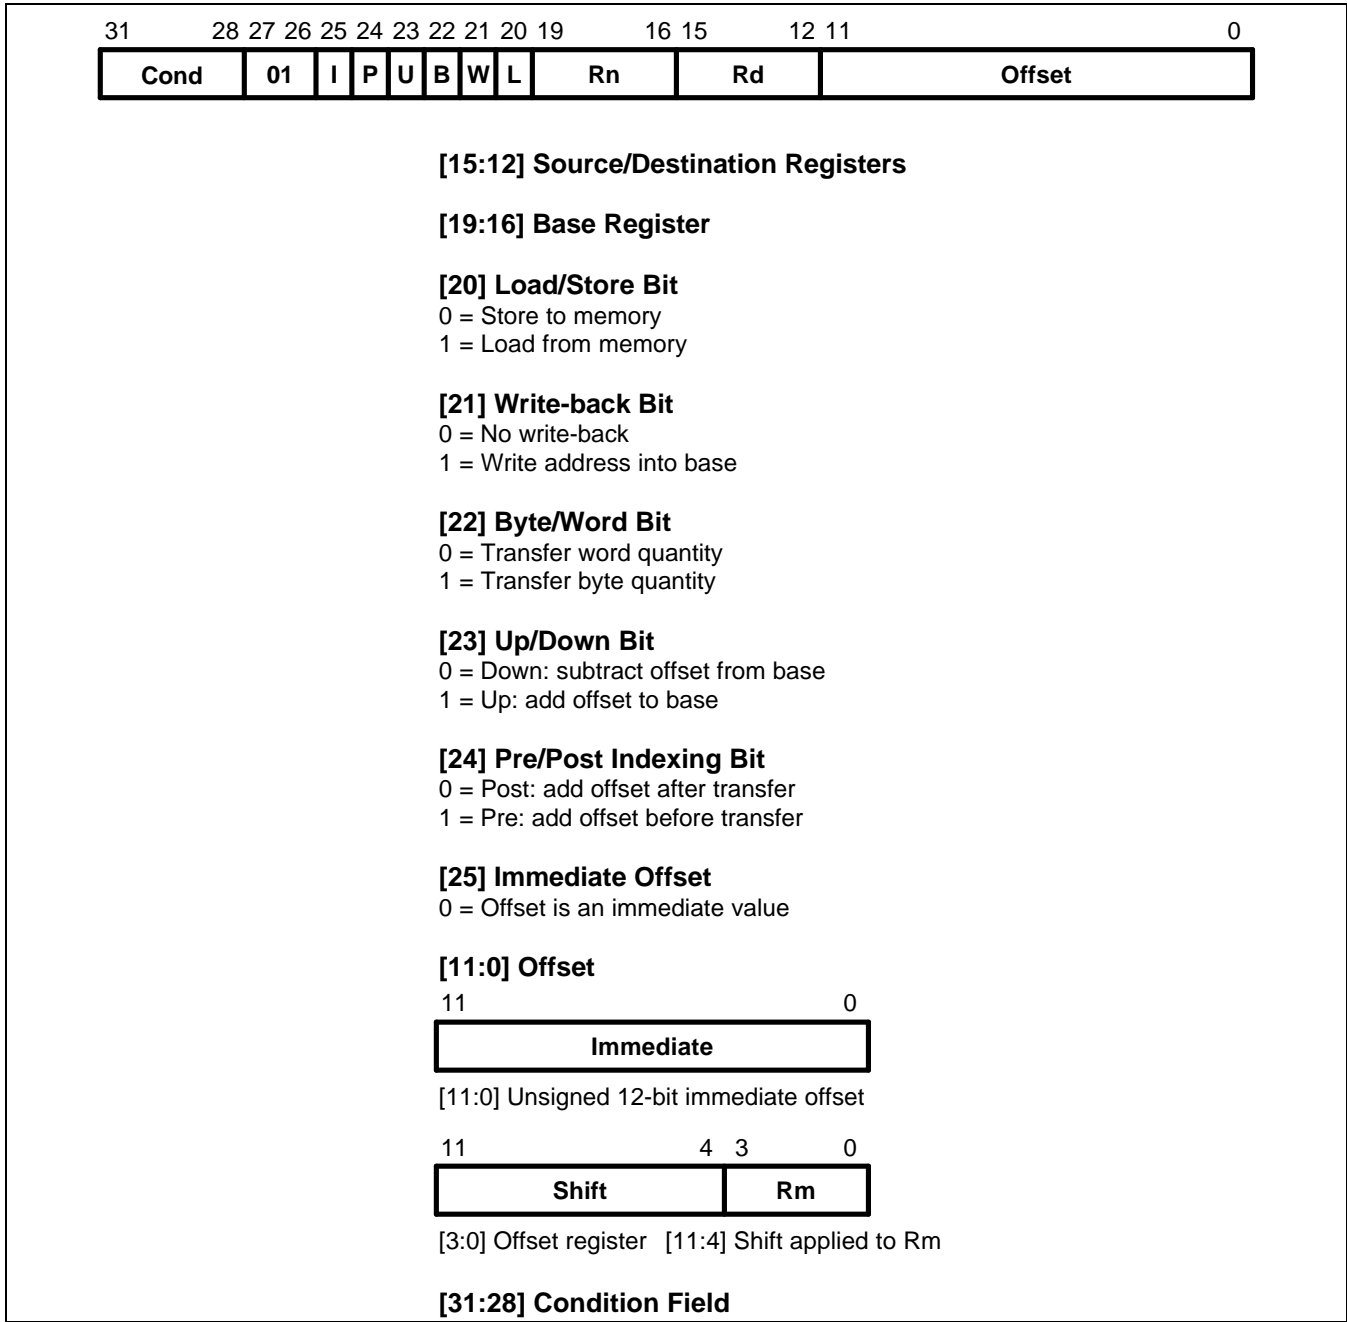 31 28 27 26 25 24 23 22 21 20 19 16 15 12 11 0
Cond 01 I P U B W L Rn Rd Offset
[15:12] Source/Destination Registers
[19:16] Base Register
[20] Load/Store Bit
0 = Store to memory
1 = Load from memory
[21] Write-back Bit
0 = No write-back
1 = Write address into base
[22] Byte/Word Bit
0 = Transfer word quantity
1 = Transfer byte quantity
[23] Up/Down Bit
0 = Down: subtract offset from base
1 = Up: add offset to base
[24] Pre/Post Indexing Bit
0 = Post: add offset after transfer
1 = Pre: add offset before transfer
[25] Immediate Offset
0 = Offset is an immediate value
[11:0] Offset
11 0
Immediate
[11:0] Unsigned 12-bit immediate offset
11 4 3 0
Shift Rm
[3:0] Offset register [11:4] Shift applied to Rm
[31:28] Condition Field